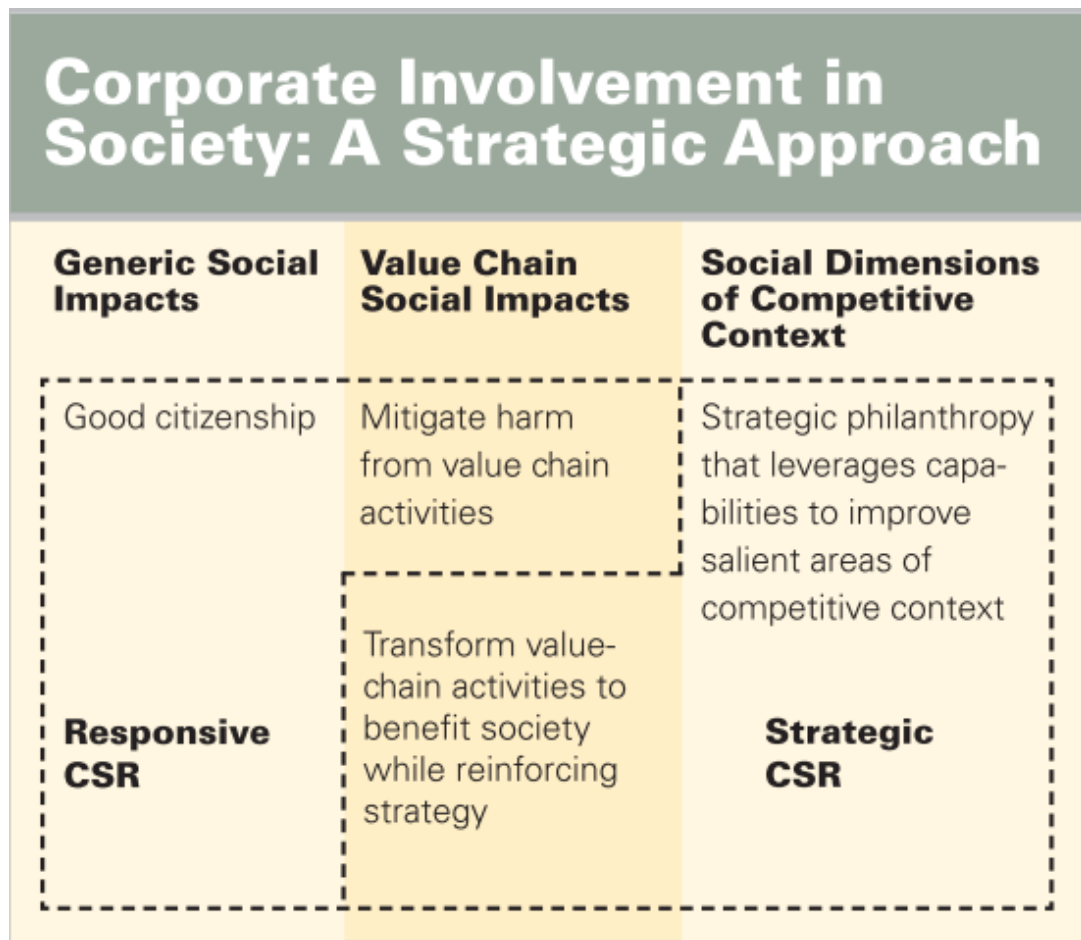 Corporate Involvement in
Society: A Strategic Approach
Generic Social
Impacts
Value Chain
Social Impacts
Social Dimensions
of Competitive
Context
Good citizenship
Responsive
CSR
Mitigate harm
from value chain
activities
Transform value-
chain activities to
benefit society
while reinforcing
strategy
Strategic philanthropy
that leverages capa-
bilities to improve
salient areas of
competitive context
Strategic
CSR